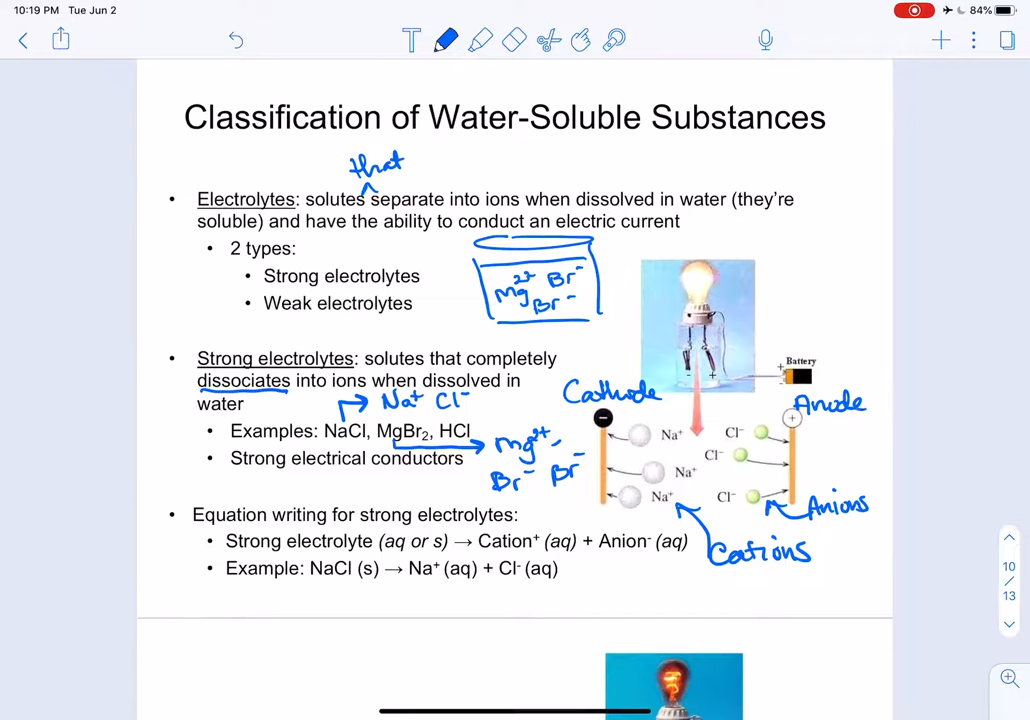 10:19 PM Tue Jun 2
84%
T
Classification of Water-Soluble Substances
that
• Electrolytes: solutes ^ separate into ions when dissolved in water (they're
soluble) and have the ability to conduct an electric current
• 2 types:
• Strong electrolytes
• Weak electrolytes
Mg²⁺ Br⁻
Br⁻
• Strong electrolytes: solutes that completely
dissociates into ions when dissolved in
water
Na⁺ Cl⁻
• Examples: NaCl, MgBr₂, HCl
Mg²⁺
Br⁻ Br⁻
• Strong electrical conductors
Battery
+
- +
Cathode
Anode
− +
Na⁺ Cl⁻
Cl⁻
Na⁺
Na⁺ Cl⁻
Anions
Cations
• Equation writing for strong electrolytes:
• Strong electrolyte (aq or s) → Cation⁺ (aq) + Anion⁻ (aq)
• Example: NaCl (s) → Na⁺ (aq) + Cl⁻ (aq)
10
/
13